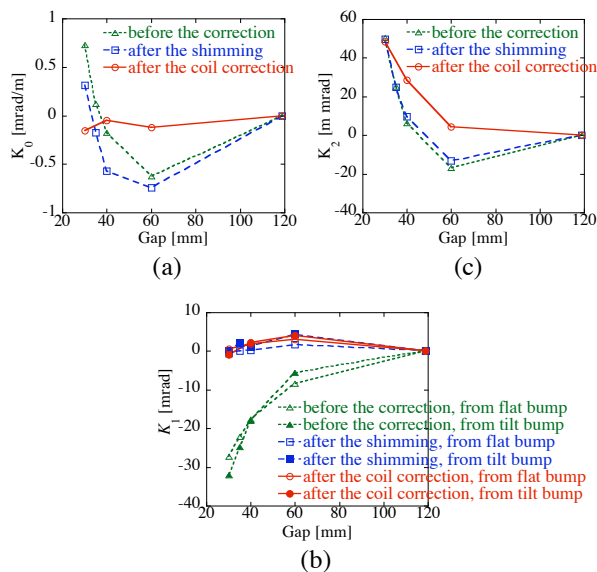 before the correction
after the shimming
after the coil correction
1
0.5
0
-0.5
-1
K0 [mrad/m]
20 40 60 80 100 120
Gap [mm]
(a)
before the correction
after the shimming
after the coil correction
60
40
20
0
-20
-40
K2 [m mrad]
20 40 60 80 100 120
Gap [mm]
(c)
10
0
-10
-20
-30
-40
K1 [mrad]
before the correction, from flat bump
before the correction, from tilt bump
after the shimming, from flat bump
after the shimming, from tilt bump
after the coil correction, from flat bump
after the coil correction, from tilt bump
20 40 60 80 100 120
Gap [mm]
(b)